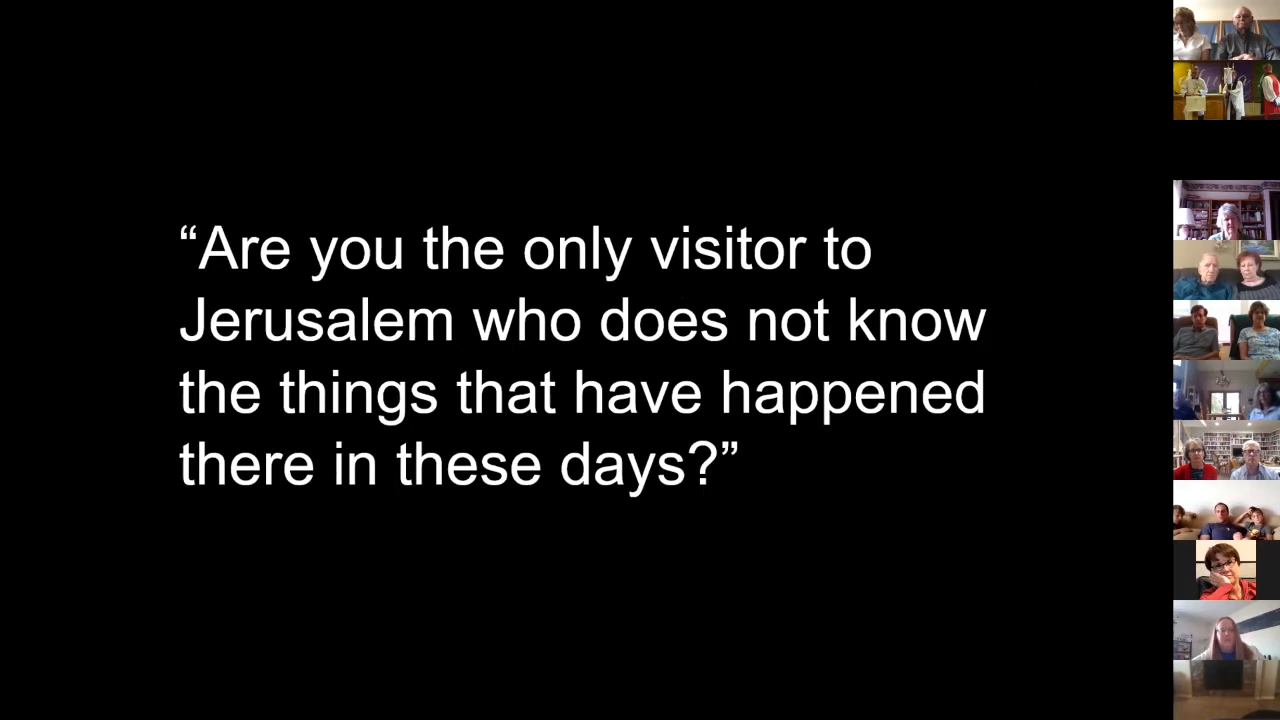 “Are you the only visitor to
Jerusalem who does not know
the things that have happened
there in these days?”